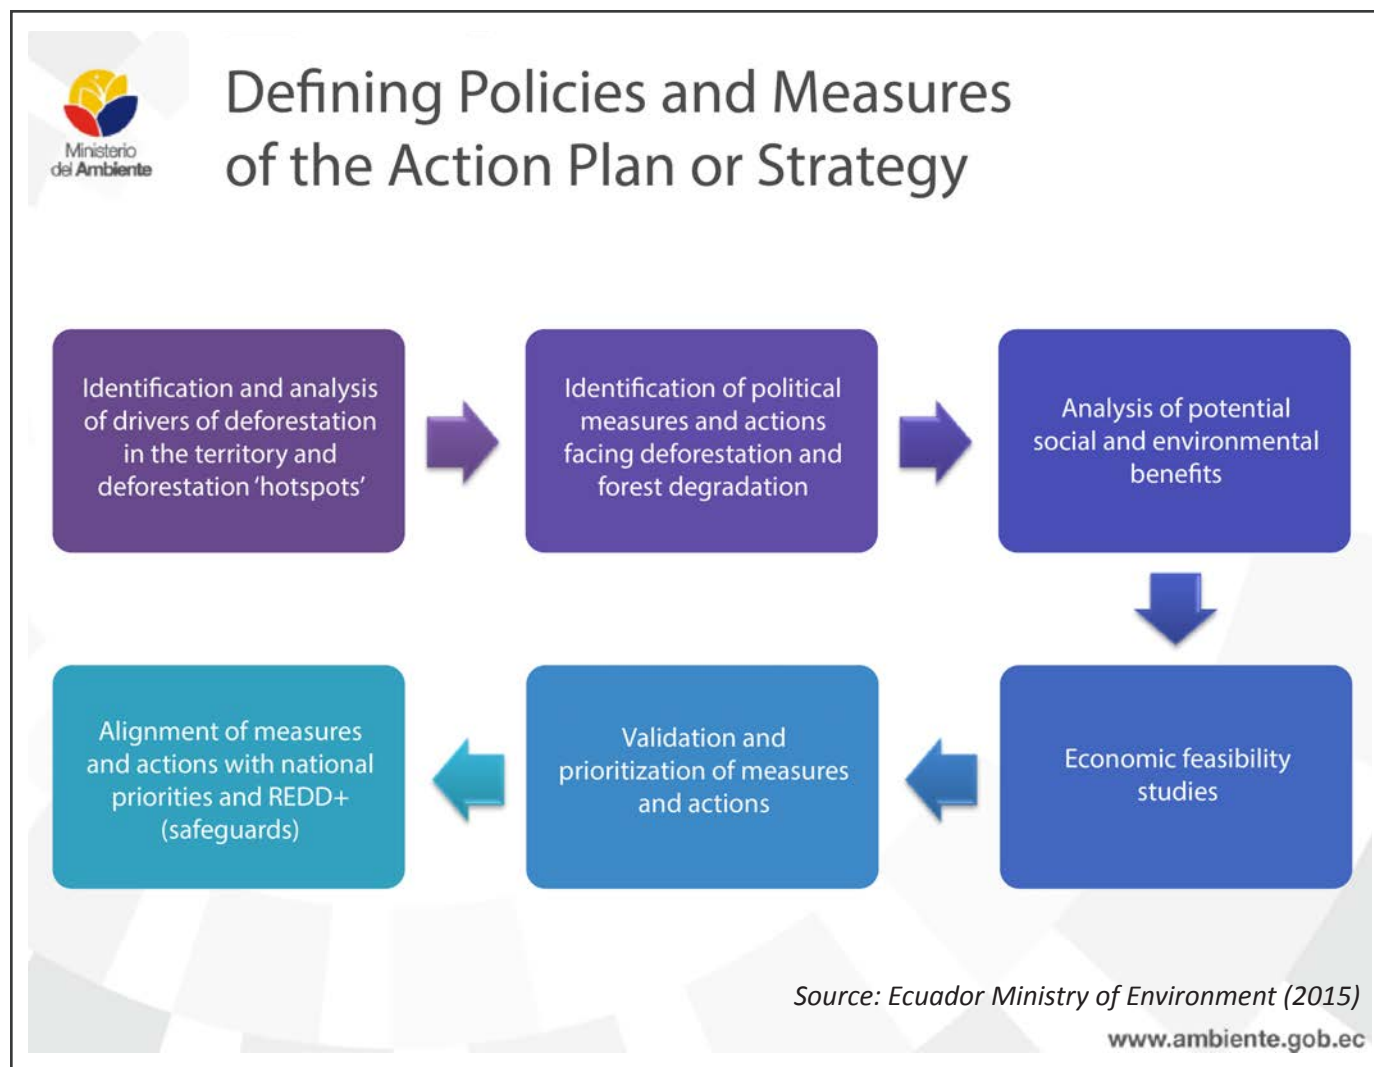 Ministerio
del Ambiente
Defining Policies and Measures
of the Action Plan or Strategy
Identification and analysis
of drivers of deforestation
in the territory and
deforestation ‘hotspots’
Identification of political
measures and actions
facing deforestation and
forest degradation
Analysis of potential
social and environmental
benefits
Economic feasibility
studies
Validation and
prioritization of measures
and actions
Alignment of measures
and actions with national
priorities and REDD+
(safeguards)
Source: Ecuador Ministry of Environment (2015)
www.ambiente.gob.ec